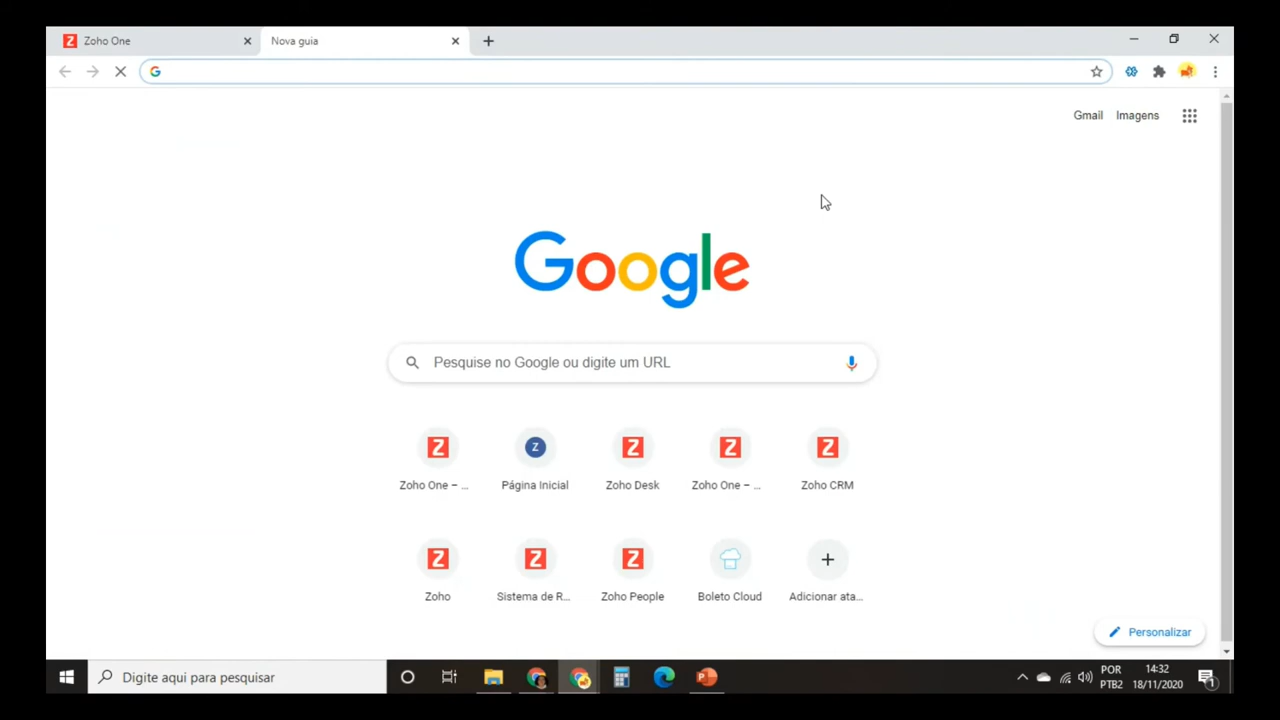 Zoho One
Nova guia
Gmail Imagens
Google
Pesquise no Google ou digite um URL
Zoho One – ...
Página Inicial
Zoho Desk
Zoho One – ...
Zoho CRM
Zoho
Sistema de R...
Zoho People
Boleto Cloud
Adicionar ata...
Personalizar
Digite aqui para pesquisar
POR
PTB2
14:32
18/11/2020
1